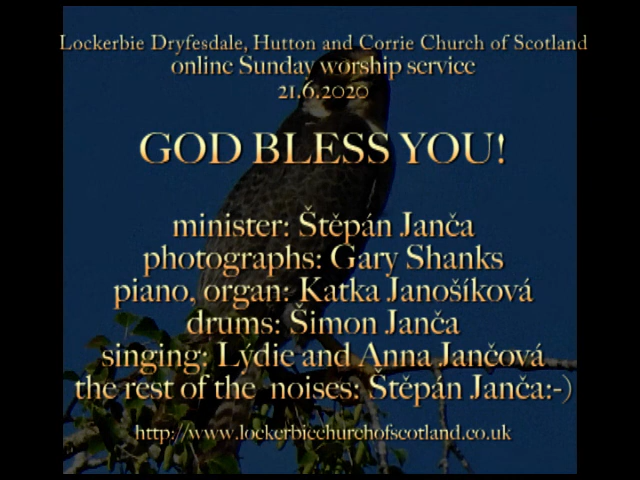 Lockerbie Dryfesdale, Hutton and Corrie Church of Scotland
online Sunday worship service
21.6.2020
GOD BLESS YOU!
minister: Štěpán Janča
photographs: Gary Shanks
piano, organ: Katka Janošíková
drums: Šimon Janča
singing: Lýdie and Anna Jančová
the rest of the noises: Štěpán Janča:-)
http://www.lockerbiechurchofscotland.co.uk